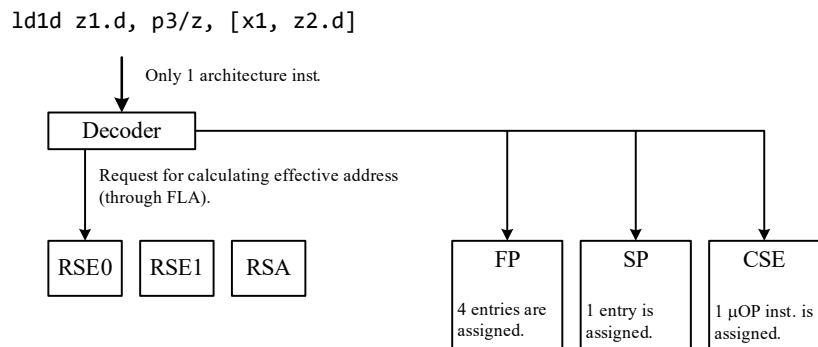 ld1d z1.d, p3/z, [x1, z2.d]
Only 1 architecture inst.
Decoder
Request for calculating effective address
(through FLA).
RSE0
RSE1
RSA
FP
4 entries are
assigned.
SP
1 entry is
assigned.
CSE
1 μOP inst. is
assigned.